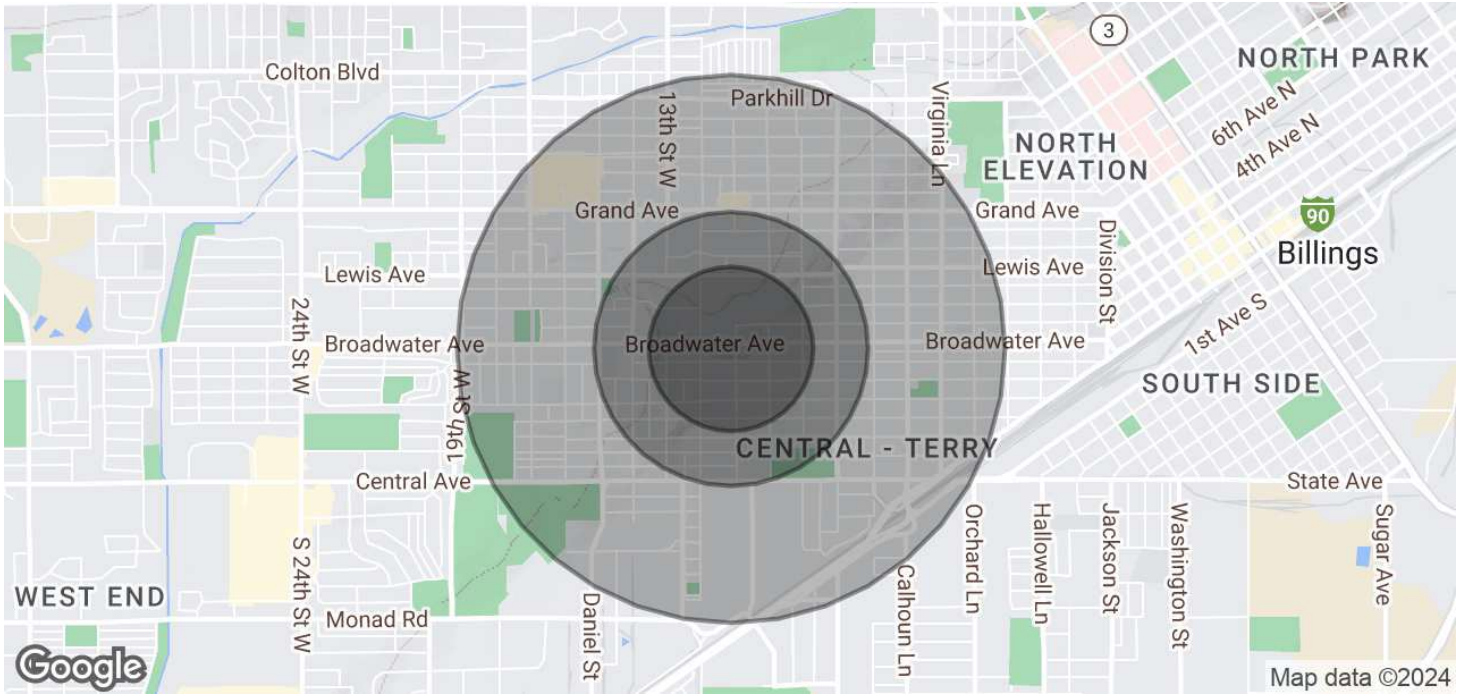 3
NORTH PARK
Colton Blvd
Parkhill Dr
Virginia Ln
6th Ave N
13th St W
4th Ave N
NORTH
ELEVATION
Grand Ave
Grand Ave
90
Division St
Billings
Lewis Ave
Lewis Ave
24th St W
1st Ave S
Broadwater Ave
Broadwater Ave
Broadwater Ave
19th St W
SOUTH SIDE
CENTRAL - TERRY
Central Ave
State Ave
S 24th St W
Orchard Ln
Hallowell Ln
Jackson St
Washington St
Sugar Ave
WEST END
Monad Rd
Daniel St
Calhoun Ln
Google
Map data ©2024